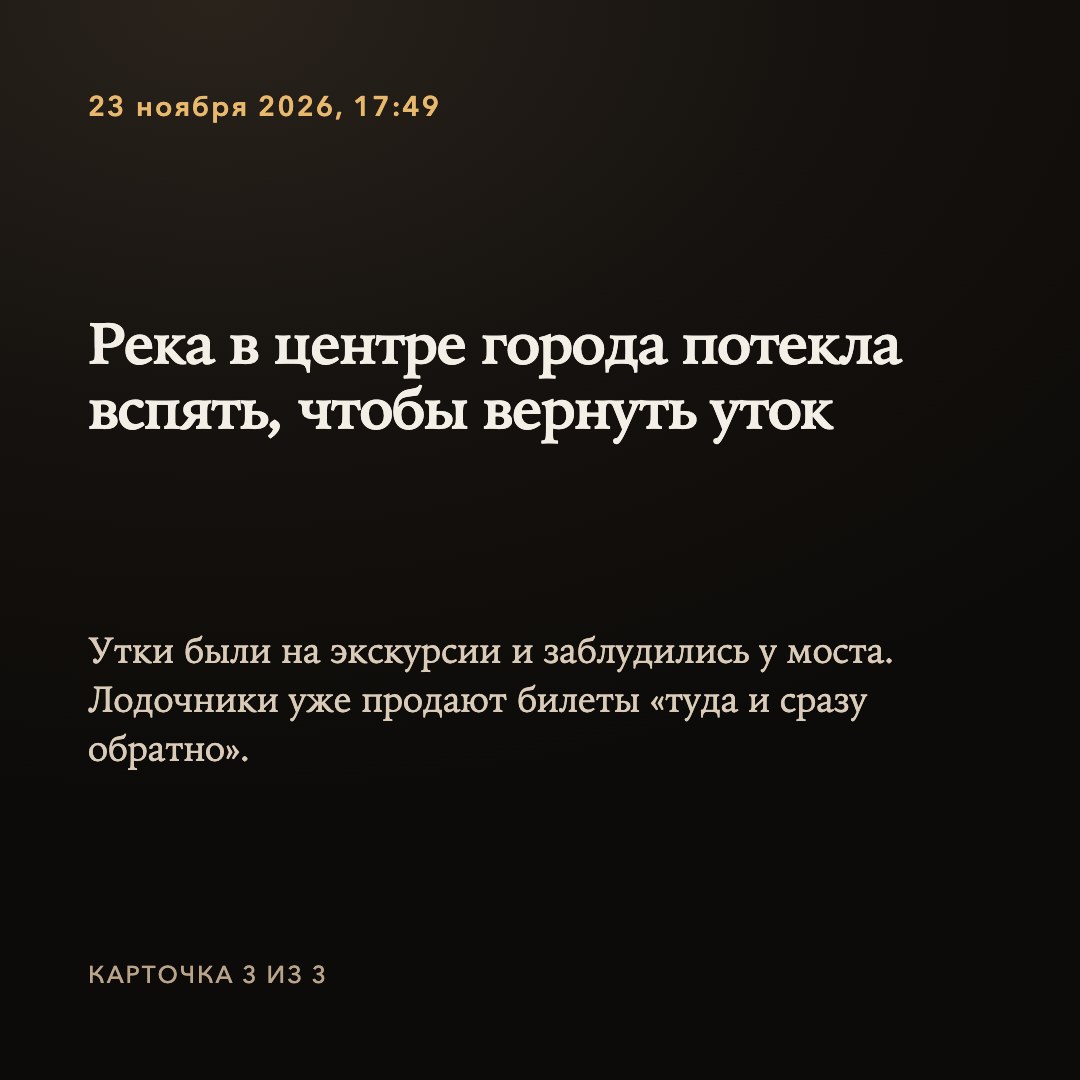 23 ноября 2026, 17:49
Река в центре города потекла
вспять, чтобы вернуть уток
Утки были на экскурсии и заблудились у моста.
Лодочники уже продают билеты «туда и сразу
обратно».
КАРТОЧКА 3 ИЗ 3